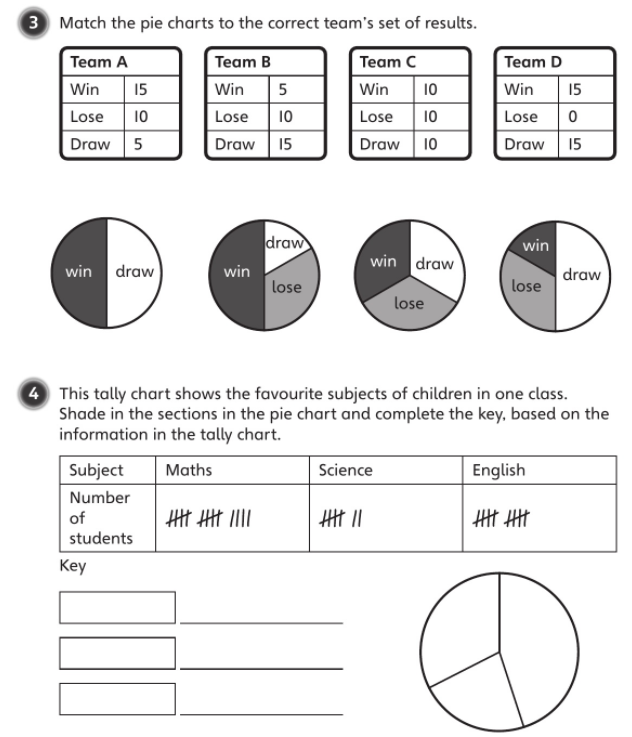 3 Match the pie charts to the correct team's set of results.
Team A
Win 15
Lose 10
Draw 5
Team B
Win 5
Lose 10
Draw 15
Team C
Win 10
Lose 10
Draw 10
Team D
Win 15
Lose 0
Draw 15
win draw
win draw lose
win draw lose
win lose draw
4 This tally chart shows the favourite subjects of children in one class.
Shade in the sections in the pie chart and complete the key, based on the
information in the tally chart.
Subject Maths Science English
Number
of
students
Key